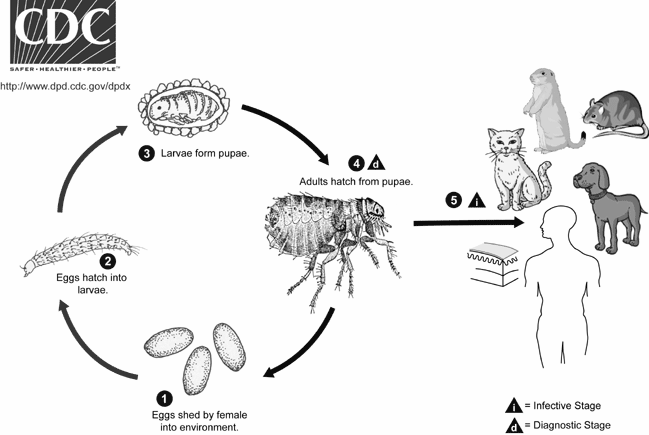 CDC
SAFER • HEALTHIER • PEOPLE™
http://www.dpd.cdc.gov/dpdx
3 Larvae form pupae.
4 d
Adults hatch from pupae.
5 i
2
Eggs hatch into
larvae.
1
Eggs shed by female
into environment.
i = Infective Stage
d = Diagnostic Stage